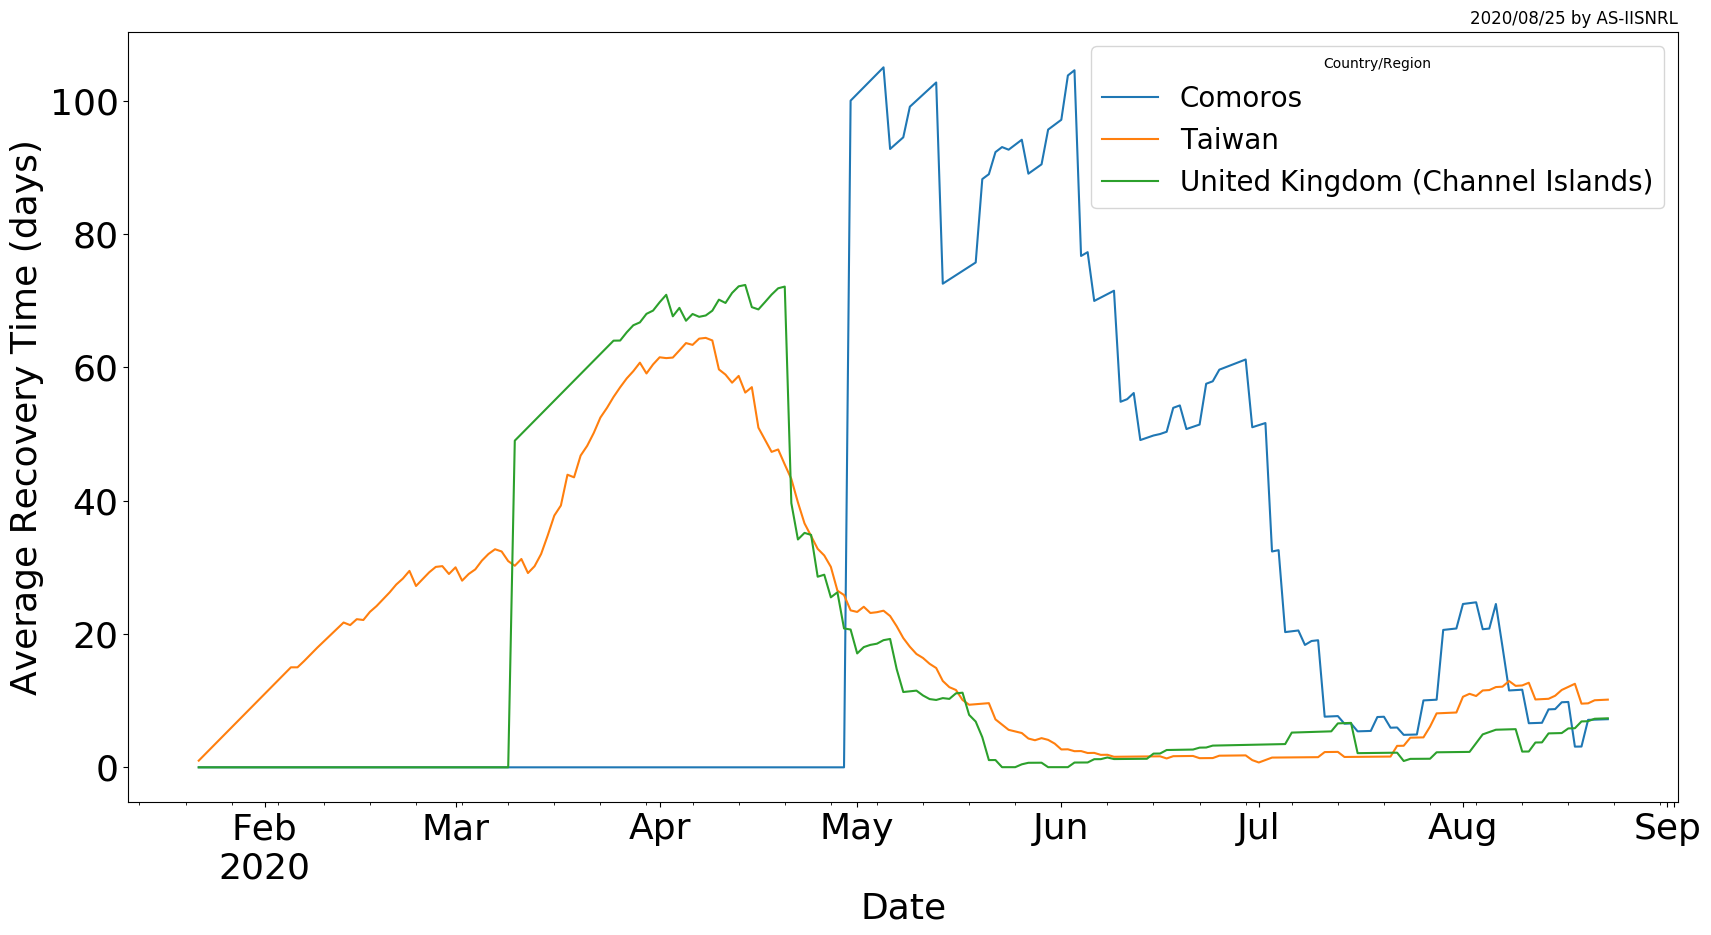 2020/08/25 by AS-IISNRL
Country/Region
Comoros
Taiwan
United Kingdom (Channel Islands)
Average Recovery Time (days)
100
80
60
40
20
0
Feb Mar Apr May Jun Jul Aug Sep
2020
Date